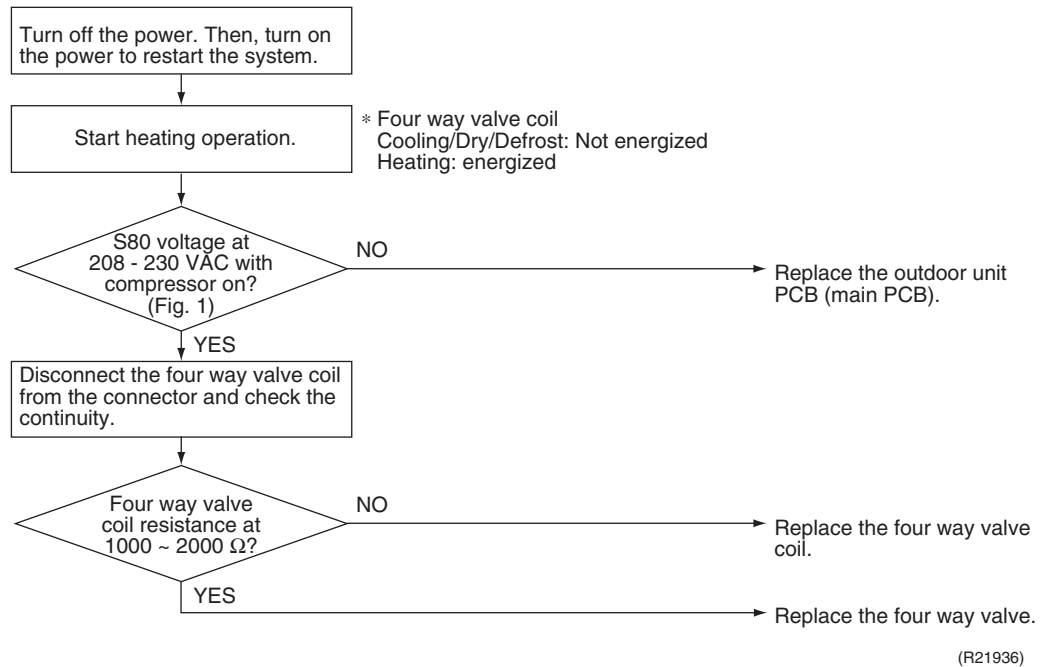 Turn off the power. Then, turn on
the power to restart the system.
Start heating operation.
* Four way valve coil
Cooling/Dry/Defrost: Not energized
Heating: energized
S80 voltage at
208 - 230 VAC with
compressor on?
(Fig. 1)
NO
Replace the outdoor unit
PCB (main PCB).
YES
Disconnect the four way valve coil
from the connector and check the
continuity.
Four way valve
coil resistance at
1000 ~ 2000 Ω?
NO
Replace the four way valve
coil.
YES
Replace the four way valve.
(R21936)